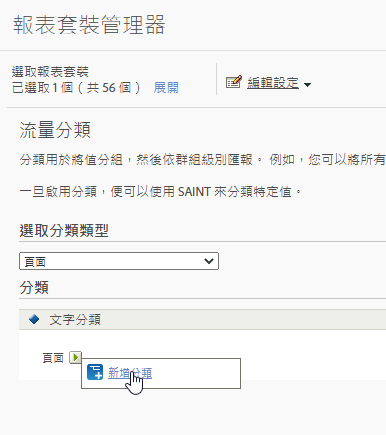 報表套裝管理器
選取報表套裝
已選取 1 個（共 56 個） 展開
編輯設定
流量分類
分類用於將值分組，然後依群組級別匯報。 例如，您可以將所有
一旦啟用分類，便可以使用 SAINT 來分類特定值。
選取分類類型
頁面
分類
文字分類
頁面
新增分類